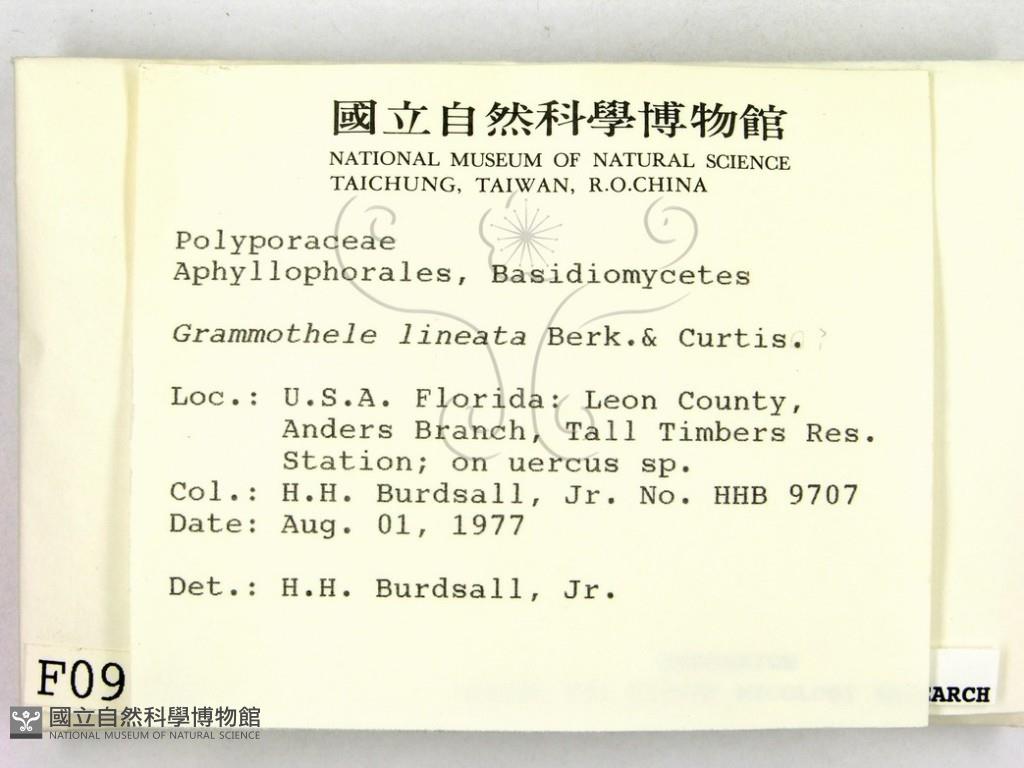 國立自然科學博物館
NATIONAL MUSEUM OF NATURAL SCIENCE
TAICHUNG, TAIWAN, R.O.CHINA
Polyporaceae
Aphyllophorales, Basidiomycetes
Grammothele lineata Berk.& Curtis.
Loc.: U.S.A. Florida: Leon County,
Anders Branch, Tall Timbers Res.
Station; on uercus sp.
Col.: H.H. Burdsall, Jr. No. HHB 9707
Date: Aug. 01, 1977
Det.: H.H. Burdsall, Jr.
F09
EARCH
國立自然科學博物館
NATIONAL MUSEUM OF NATURAL SCIENCE